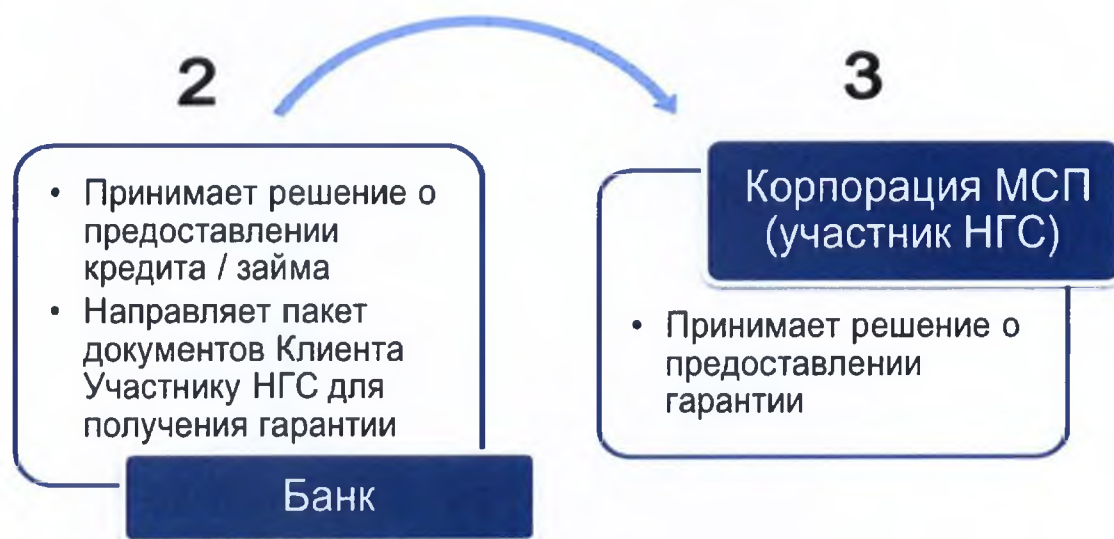 2
• Принимает решение о
предоставлении
кредита / займа
• Направляет пакет
документов Клиента
Участнику НГС для
получения гарантии
Банк
3
Корпорация МСП
(участник НГС)
• Принимает решение о
предоставлении
гарантии